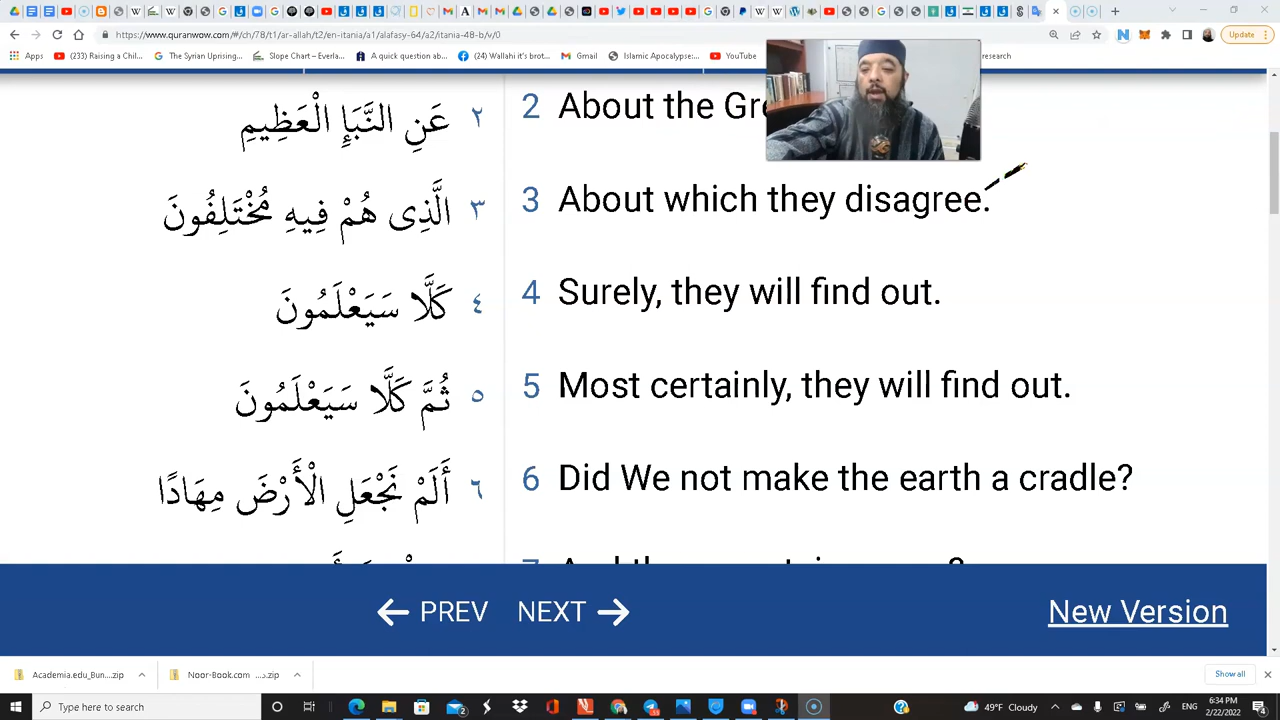 https://www.quranwow.com/#/ch/78/t1/ar-allah/t2/en-itania/a1/alafasy-64/a2/itania-48-b/v/0
Update
Apps
(233) Raising a Chil...
The Syrian Uprising...
Slope Chart – Everla...
A quick question ab...
(24) Wallahi it's brot...
Gmail
Islamic Apocalypse:...
YouTube
عَنِ النَّبَإِ الْعَظِيمِ ٢
2 About the Gre
الَّذِى هُمْ فِيهِ مُخْتَلِفُونَ ٣
3 About which they disagree.
كَلَّا سَيَعْلَمُونَ ٤
4 Surely, they will find out.
ثُمَّ كَلَّا سَيَعْلَمُونَ ٥
5 Most certainly, they will find out.
أَلَمْ نَجْعَلِ الْأَرْضَ مِهَادًا ٦
6 Did We not make the earth a cradle?
← PREV NEXT →
New Version
Academia.edu_Bun....zip
Noor-Book.com ...zip
Show all
Type here to search
49°F Cloudy
ENG
6:34 PM
2/22/2022